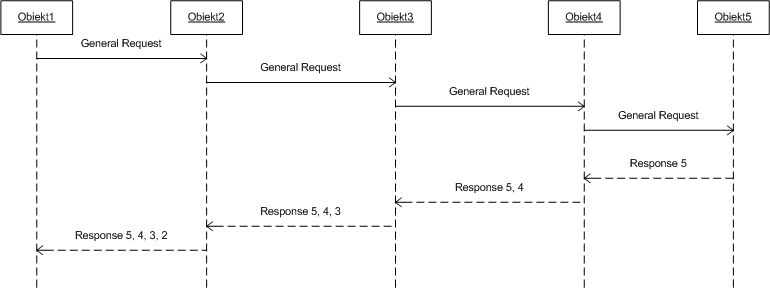 Obiekt1 Obiekt2 Obiekt3 Obiekt4 Obiekt5
General Request
General Request
General Request
General Request
Response 5
Response 5, 4
Response 5, 4, 3
Response 5, 4, 3, 2